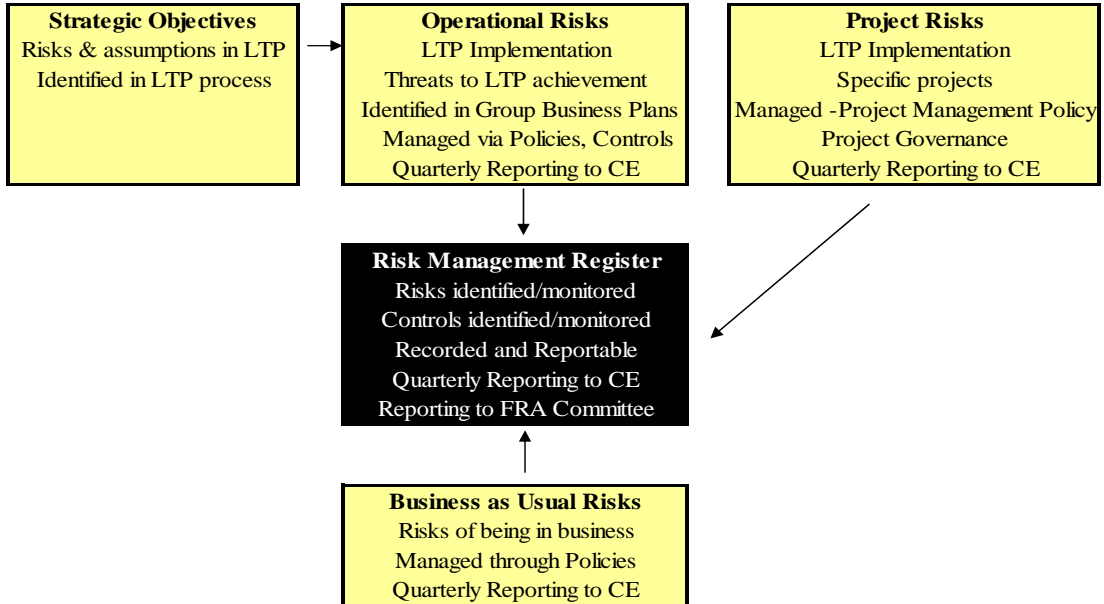 Strategic Objectives
Risks & assumptions in LTP
Identified in LTP process
Operational Risks
LTP Implementation
Threats to LTP achievement
Identified in Group Business Plans
Managed via Policies, Controls
Quarterly Reporting to CE
Project Risks
LTP Implementation
Specific projects
Managed -Project Management Policy
Project Governance
Quarterly Reporting to CE
Risk Management Register
Risks identified/monitored
Controls identified/monitored
Recorded and Reportable
Quarterly Reporting to CE
Reporting to FRA Committee
Business as Usual Risks
Risks of being in business
Managed through Policies
Quarterly Reporting to CE